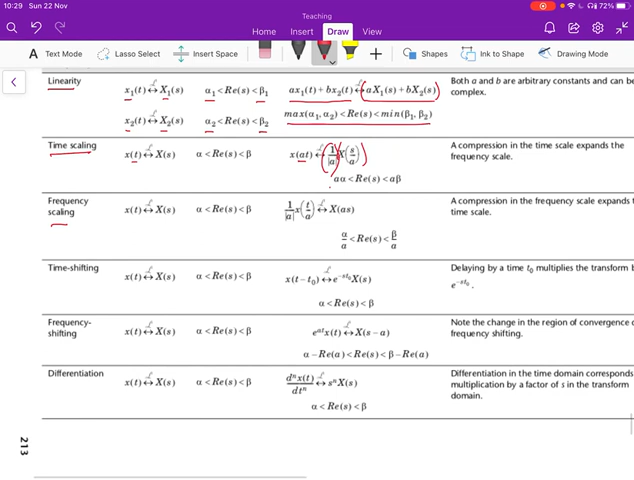 10:29
Teaching
72%
Home Insert Draw View
A Text Mode Lasso Select Insert Space Shapes Ink to Shape Drawing Mode
Linearity x₁(t) ↔ X₁(s) α₁ < Re(s) < β₁ ax₁(t) + bx₂(t) ↔ aX₁(s) + bX₂(s) Both a and b are arbitrary constants and can be
x₂(t) ↔ X₂(s) α₂ < Re(s) < β₂ max(α₁, α₂) < Re(s) < min(β₁, β₂) complex.
Time scaling x(t) ↔ X(s) α < Re(s) < β x(at) ↔ 1/|a| X(s/a) A compression in the time scale expands the
frequency scale.
aα < Re(s) < aβ
Frequency scaling x(t) ↔ X(s) α < Re(s) < β 1/|a| x(t/a) ↔ X(as) A compression in the frequency scale expands t
time scale.
α/a < Re(s) < β/a
Time-shifting x(t) ↔ X(s) α < Re(s) < β x(t − t₀) ↔ e^{−st₀}X(s) Delaying by a time t₀ multiplies the transform b
e^{−st₀}.
α < Re(s) < β
Frequency-shifting x(t) ↔ X(s) α < Re(s) < β e^{at}x(t) ↔ X(s − a) Note the change in the region of convergence o
frequency shifting.
α − Re(a) < Re(s) < β − Re(a)
Differentiation x(t) ↔ X(s) α < Re(s) < β dⁿx(t)/dtⁿ ↔ sⁿX(s) Differentiation in the time domain corresponds
multiplication by a factor of s in the transform
domain.
α < Re(s) < β
213